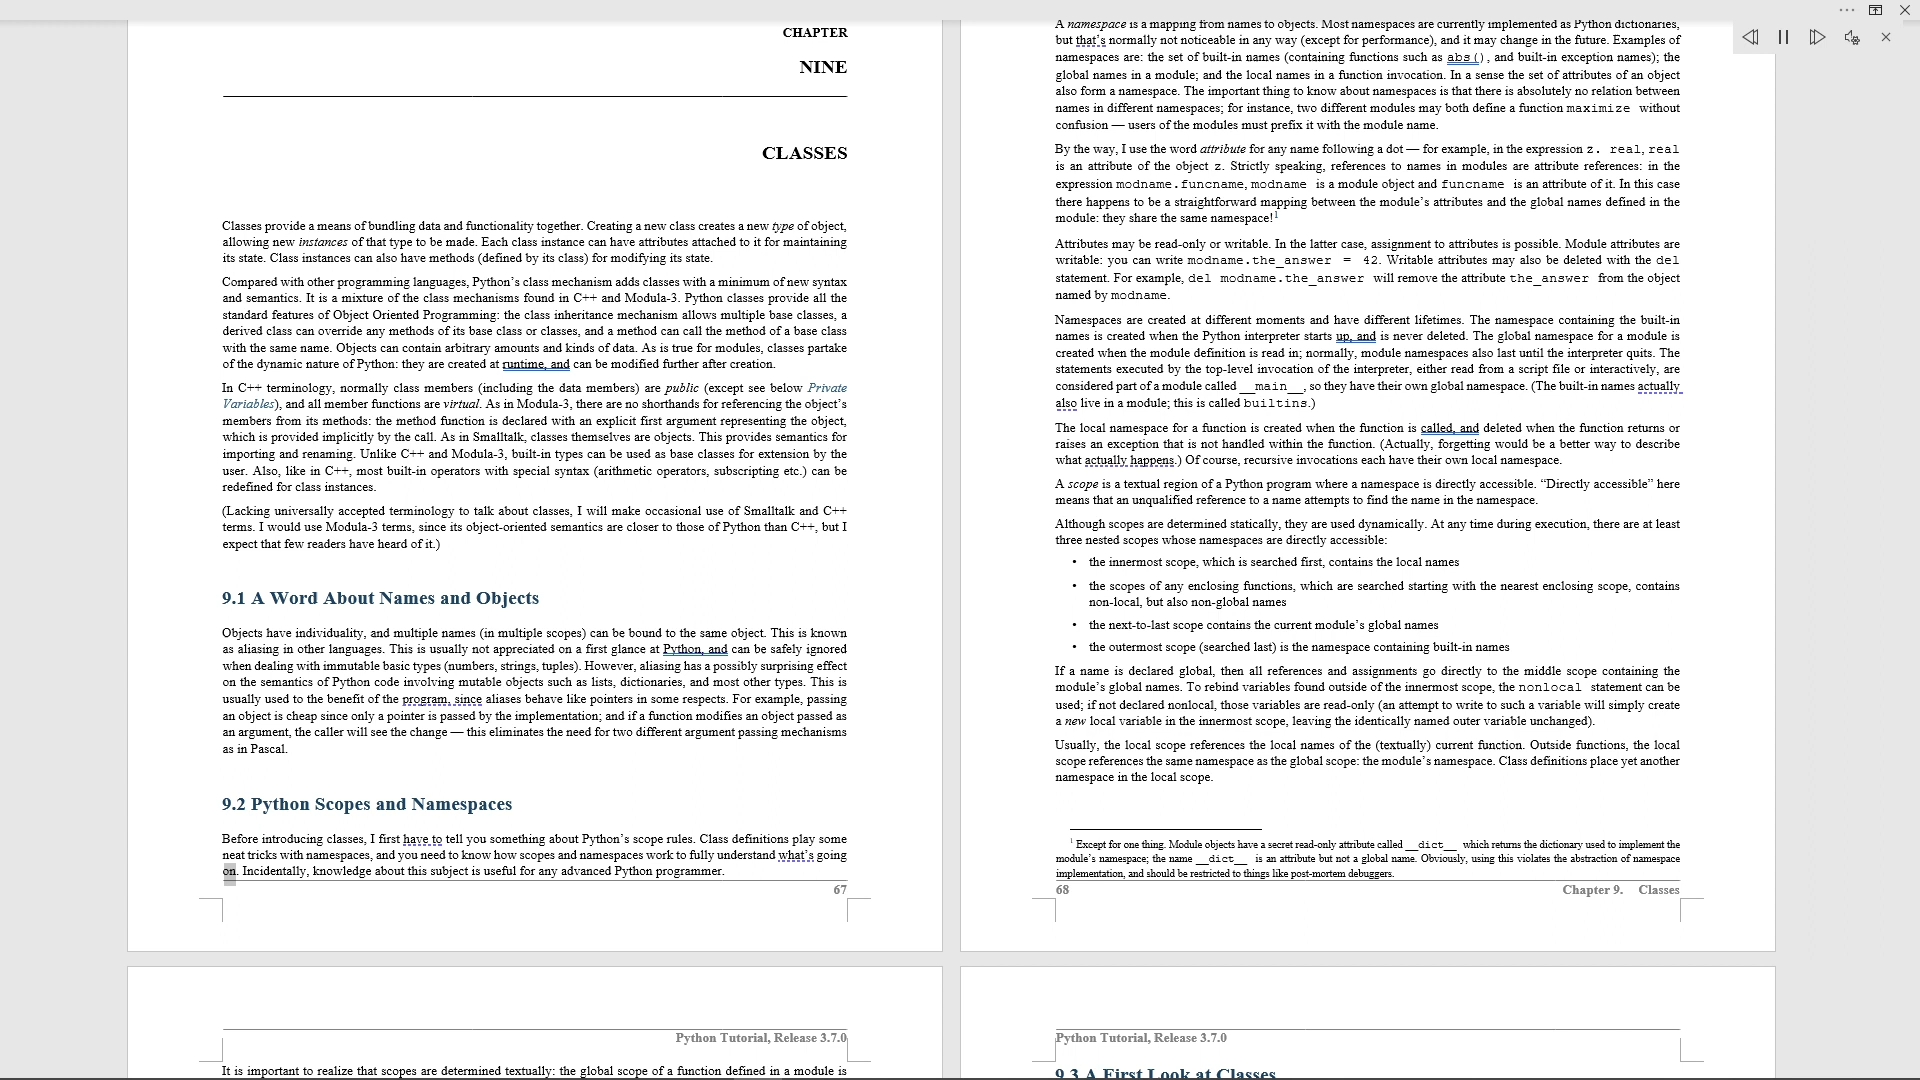 CHAPTER
NINE
CLASSES
Classes provide a means of bundling data and functionality together. Creating a new class creates a new type of object,
allowing new instances of that type to be made. Each class instance can have attributes attached to it for maintaining
its state. Class instances can also have methods (defined by its class) for modifying its state.
Compared with other programming languages, Python's class mechanism adds classes with a minimum of new syntax
and semantics. It is a mixture of the class mechanisms found in C++ and Modula-3. Python classes provide all the
standard features of Object Oriented Programming: the class inheritance mechanism allows multiple base classes, a
derived class can override any methods of its base class or classes, and a method can call the method of a base class
with the same name. Objects can contain arbitrary amounts and kinds of data. As is true for modules, classes partake
of the dynamic nature of Python: they are created at runtime, and can be modified further after creation.
In C++ terminology, normally class members (including the data members) are public (except see below Private
Variables), and all member functions are virtual. As in Modula-3, there are no shorthands for referencing the object's
members from its methods: the method function is declared with an explicit first argument representing the object,
which is provided implicitly by the call. As in Smalltalk, classes themselves are objects. This provides semantics for
importing and renaming. Unlike C++ and Modula-3, built-in types can be used as base classes for extension by the
user. Also, like in C++, most built-in operators with special syntax (arithmetic operators, subscripting etc.) can be
redefined for class instances.
(Lacking universally accepted terminology to talk about classes, I will make occasional use of Smalltalk and C++
terms. I would use Modula-3 terms, since its object-oriented semantics are closer to those of Python than C++, but I
expect that few readers have heard of it.)
9.1 A Word About Names and Objects
Objects have individuality, and multiple names (in multiple scopes) can be bound to the same object. This is known
as aliasing in other languages. This is usually not appreciated on a first glance at Python, and can be safely ignored
when dealing with immutable basic types (numbers, strings, tuples). However, aliasing has a possibly surprising effect
on the semantics of Python code involving mutable objects such as lists, dictionaries, and most other types. This is
usually used to the benefit of the program, since aliases behave like pointers in some respects. For example, passing
an object is cheap since only a pointer is passed by the implementation; and if a function modifies an object passed as
an argument, the caller will see the change — this eliminates the need for two different argument passing mechanisms
as in Pascal.
9.2 Python Scopes and Namespaces
Before introducing classes, I first have to tell you something about Python's scope rules. Class definitions play some
neat tricks with namespaces, and you need to know how scopes and namespaces work to fully understand what's going
on. Incidentally, knowledge about this subject is useful for any advanced Python programmer.
67
A namespace is a mapping from names to objects. Most namespaces are currently implemented as Python dictionaries,
but that's normally not noticeable in any way (except for performance), and it may change in the future. Examples of
namespaces are: the set of built-in names (containing functions such as abs(), and built-in exception names); the
global names in a module; and the local names in a function invocation. In a sense the set of attributes of an object
also form a namespace. The important thing to know about namespaces is that there is absolutely no relation between
names in different namespaces; for instance, two different modules may both define a function maximize without
confusion — users of the modules must prefix it with the module name.
By the way, I use the word attribute for any name following a dot — for example, in the expression z. real, real
is an attribute of the object z. Strictly speaking, references to names in modules are attribute references: in the
expression modname.funcname, modname is a module object and funcname is an attribute of it. In this case
there happens to be a straightforward mapping between the module's attributes and the global names defined in the
module: they share the same namespace!1
Attributes may be read-only or writable. In the latter case, assignment to attributes is possible. Module attributes are
writable: you can write modname.the_answer = 42. Writable attributes may also be deleted with the del
statement. For example, del modname.the_answer will remove the attribute the_answer from the object
named by modname.
Namespaces are created at different moments and have different lifetimes. The namespace containing the built-in
names is created when the Python interpreter starts up, and is never deleted. The global namespace for a module is
created when the module definition is read in; normally, module namespaces also last until the interpreter quits. The
statements executed by the top-level invocation of the interpreter, either read from a script file or interactively, are
considered part of a module called __main__, so they have their own global namespace. (The built-in names actually
also live in a module; this is called builtins.)
The local namespace for a function is created when the function is called, and deleted when the function returns or
raises an exception that is not handled within the function. (Actually, forgetting would be a better way to describe
what actually happens.) Of course, recursive invocations each have their own local namespace.
A scope is a textual region of a Python program where a namespace is directly accessible. “Directly accessible” here
means that an unqualified reference to a name attempts to find the name in the namespace.
Although scopes are determined statically, they are used dynamically. At any time during execution, there are at least
three nested scopes whose namespaces are directly accessible:
• the innermost scope, which is searched first, contains the local names
• the scopes of any enclosing functions, which are searched starting with the nearest enclosing scope, contains
non-local, but also non-global names
• the next-to-last scope contains the current module's global names
• the outermost scope (searched last) is the namespace containing built-in names
If a name is declared global, then all references and assignments go directly to the middle scope containing the
module's global names. To rebind variables found outside of the innermost scope, the nonlocal statement can be
used; if not declared nonlocal, those variables are read-only (an attempt to write to such a variable will simply create
a new local variable in the innermost scope, leaving the identically named outer variable unchanged).
Usually, the local scope references the local names of the (textually) current function. Outside functions, the local
scope references the same namespace as the global scope: the module's namespace. Class definitions place yet another
namespace in the local scope.
1 Except for one thing. Module objects have a secret read-only attribute called __dict__ which returns the dictionary used to implement the
module's namespace; the name __dict__ is an attribute but not a global name. Obviously, using this violates the abstraction of namespace
implementation, and should be restricted to things like post-mortem debuggers.
68 Chapter 9. Classes
Python Tutorial, Release 3.7.0
It is important to realize that scopes are determined textually: the global scope of a function defined in a module is
Python Tutorial, Release 3.7.0
9.3 A First Look at Classes